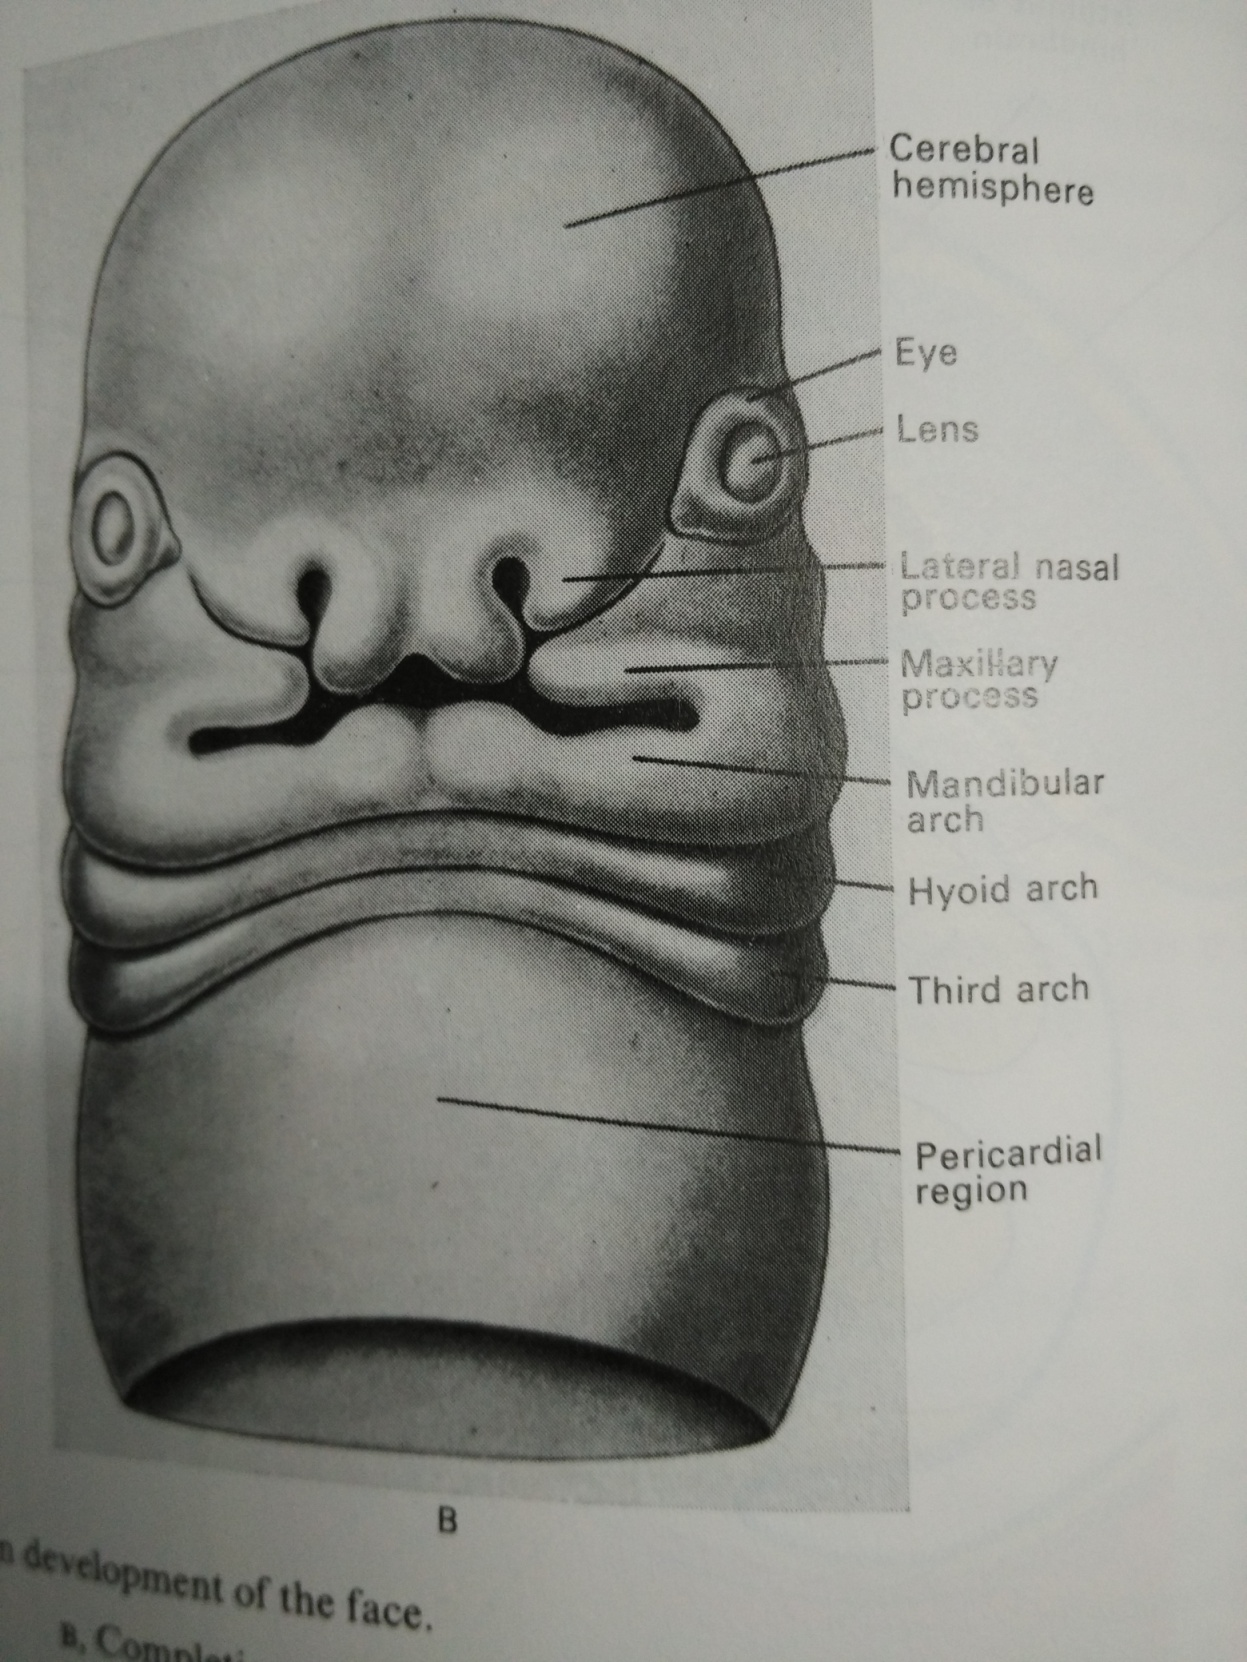 Cerebral
hemisphere
Eye
Lens
Lateral nasal
process
Maxillary
process
Mandibular
arch
Hyoid arch
Third arch
Pericardial
region
B
development of the face.
B,